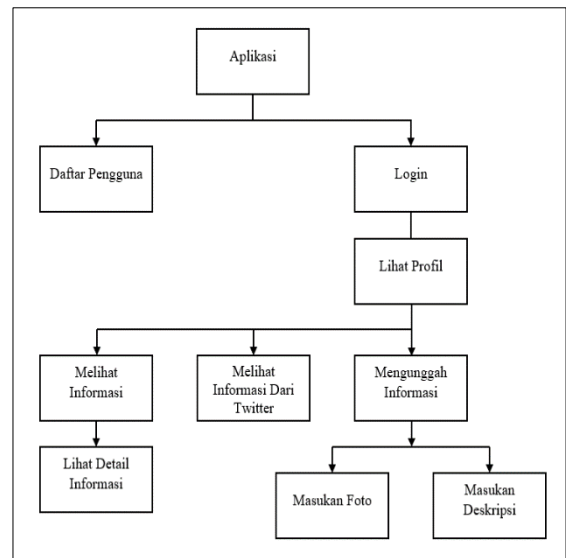 Aplikasi
Daftar Pengguna
Login
Lihat Profil
Melihat
Informasi
Melihat
Informasi Dari
Twitter
Mengunggah
Informasi
Lihat Detail
Informasi
Masukan Foto
Masukan
Deskripsi